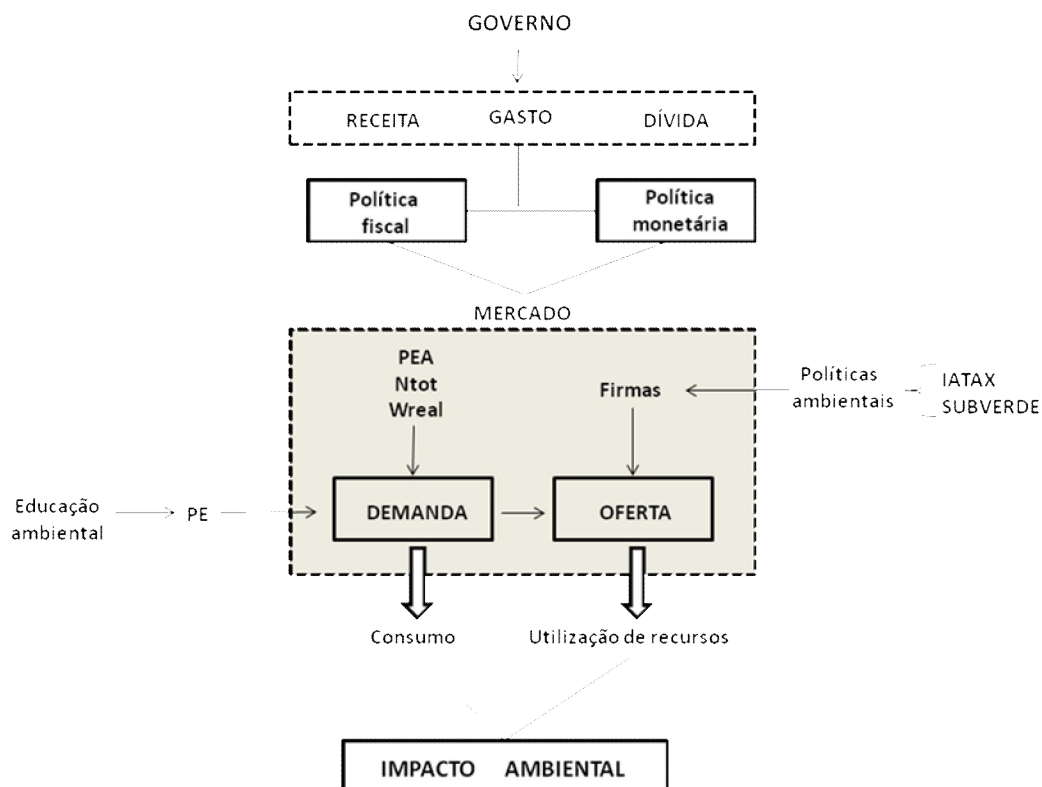 GOVERNO
RECEITA GASTO DÍVIDA
Política
fiscal
Política
monetária
MERCADO
PEA
Ntot
Wreal
Firmas
Políticas
ambientais
IATAX
SUBVERDE
Educação
ambiental
PE
DEMANDA
OFERTA
Consumo
Utilização de recursos
IMPACTO AMBIENTAL